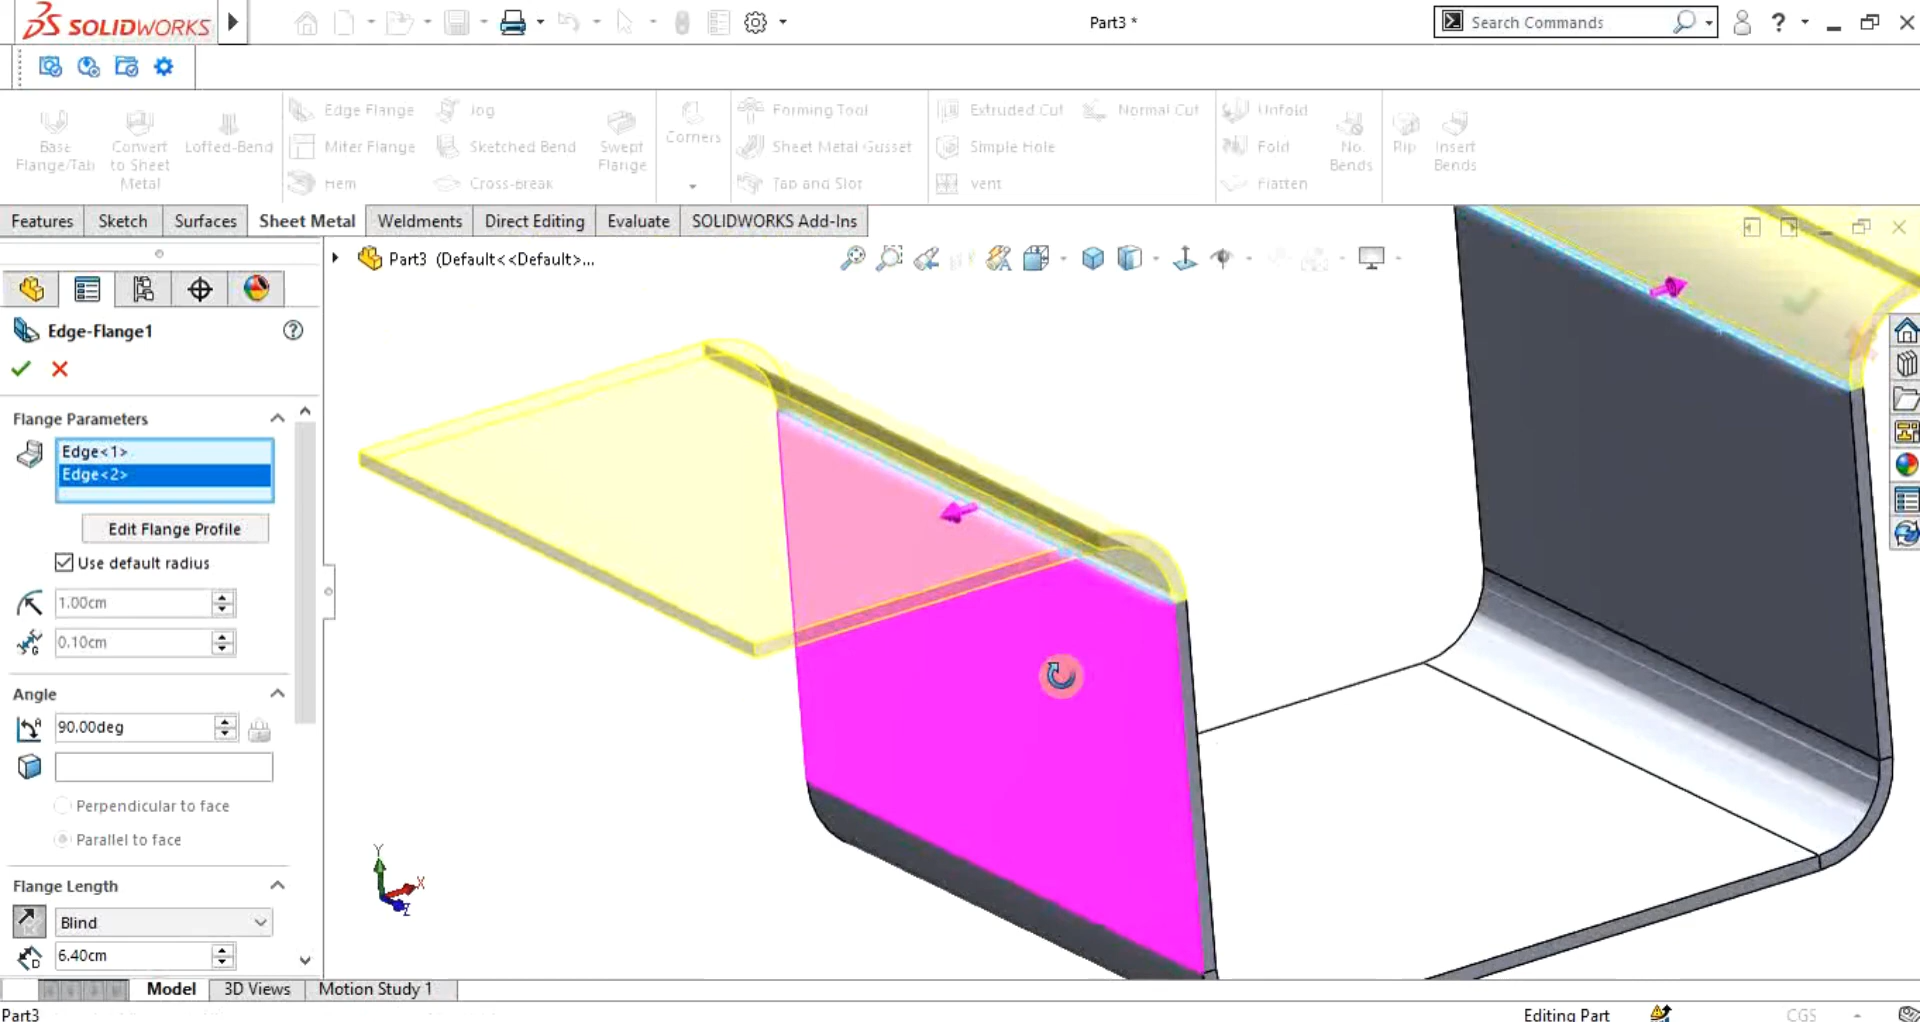 SOLIDWORKS
Part3 *
Search Commands
?
Base Flange/Tab
Convert to Sheet Metal
Lofted-Bend
Edge Flange
Miter Flange
Hem
Jog
Sketched Bend
Cross-Break
Swept Flange
Corners
Forming Tool
Sheet Metal Gusset
Tab and Slot
Extruded Cut
Simple Hole
Vent
Normal Cut
Unfold
Fold
Flatten
No Bends
Rip
Insert Bends
Features
Sketch
Surfaces
Sheet Metal
Weldments
Direct Editing
Evaluate
SOLIDWORKS Add-Ins
Part3 (Default<<Default>...
Edge-Flange1
?
Flange Parameters
Edge<1>
Edge<2>
Edit Flange Profile
Use default radius
1.00cm
0.10cm
Angle
90.00deg
Perpendicular to face
Parallel to face
Flange Length
Blind
6.40cm
Y
X
Z
Model
3D Views
Motion Study 1
Part3
Editing Part
CGS